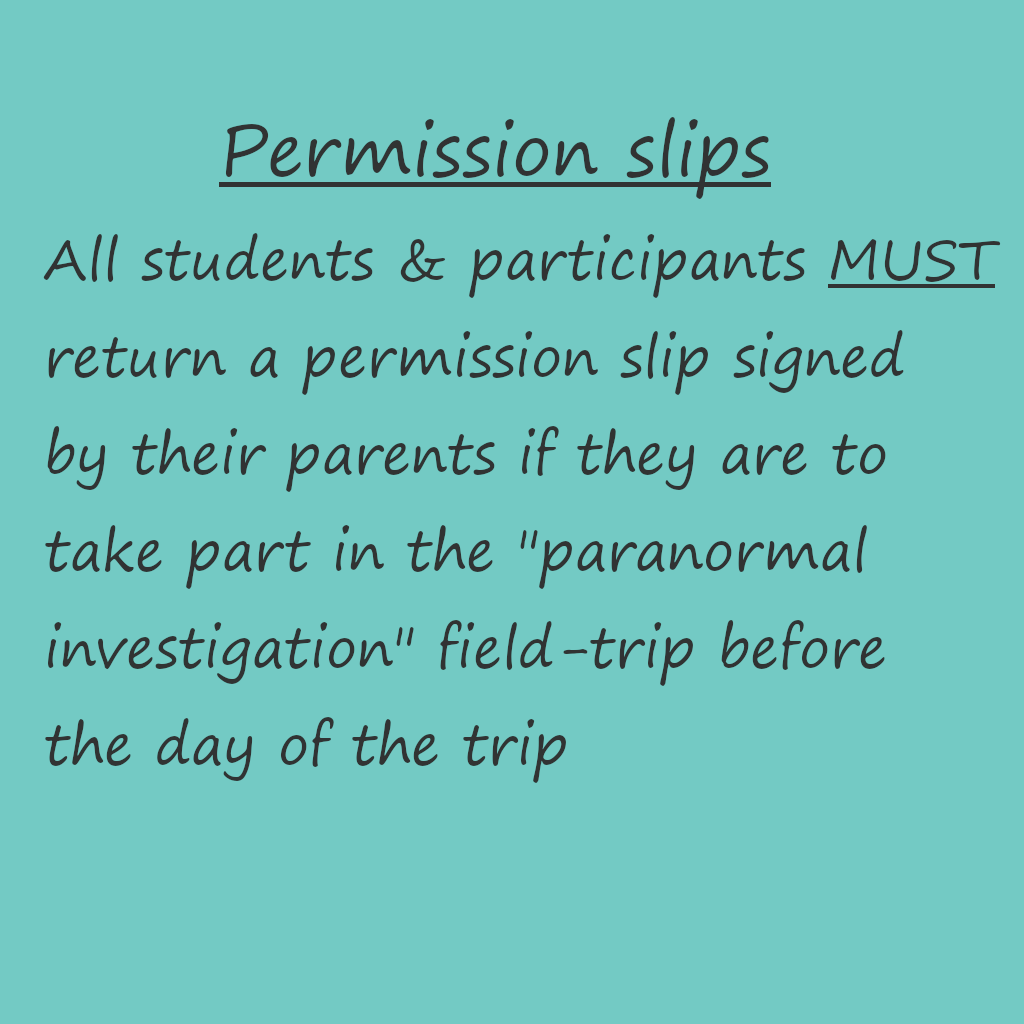 Permission slips
All students & participants MUST
return a permission slip signed
by their parents if they are to
take part in the "paranormal
investigation" field-trip before
the day of the trip